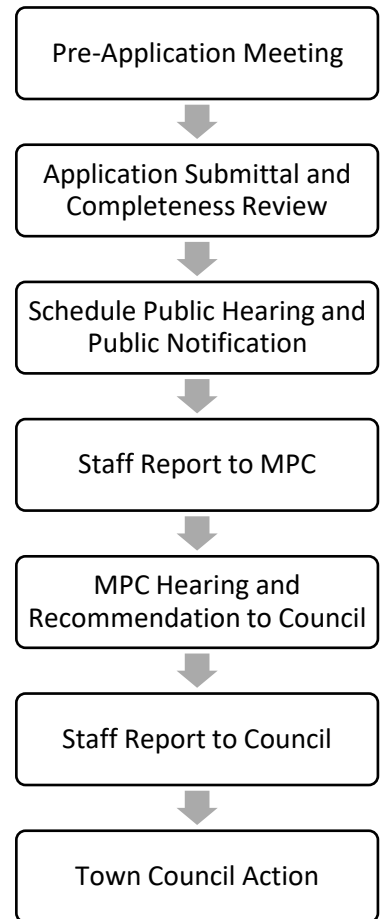 Pre-Application Meeting
Application Submittal and
Completeness Review
Schedule Public Hearing and
Public Notification
Staff Report to MPC
MPC Hearing and
Recommendation to Council
Staff Report to Council
Town Council Action